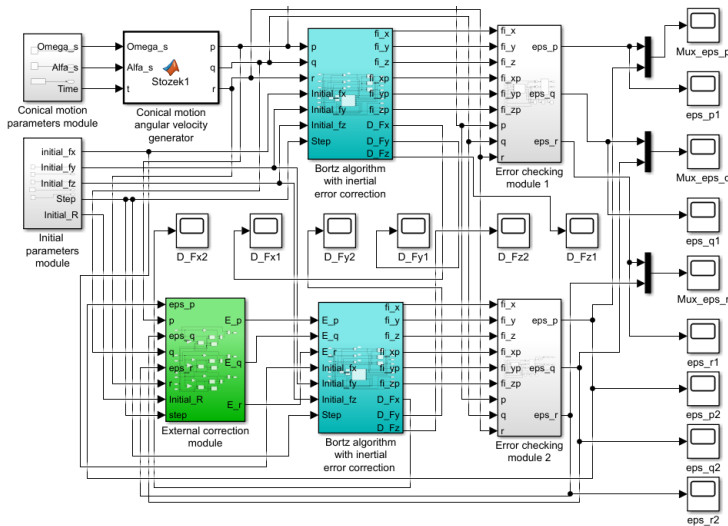 Omega_s
Alfa_s
Time
Conical motion
parameters module
Omega_s
Alfa_s
t
Stozek1
p
q
r
Conical motion
angular velocity
generator
initial_fx
Initial_fy
Initial_fz
Step
Initial_R
Initial
parameters
module
p
q
r
Initial_fx
Initial_fy
Initial_fz
Step
fi_x
fi_y
fi_z
fi_xp
fi_yp
fi_zp
D_Fx
D_Fy
D_Fz
Bortz algorithm
with inertial
error correction
fi_x
fi_y
fi_z
fi_xp
fi_yp
fi_zp
p
q
r
eps_p
eps_q
eps_r
Error checking
module 1
Mux_eps_p
eps_p1
Mux_eps_q
eps_q1
Mux_eps_r
eps_r1
eps_p2
eps_q2
eps_r2
D_Fx2
D_Fx1
D_Fy2
D_Fy1
D_Fz2
D_Fz1
eps_p
p
eps_q
q
eps_r
r
Initial_R
step
E_p
E_q
E_r
External correction
module
E_p
E_q
E_r
Initial_fx
Initial_fy
Initial_fz
Step
fi_x
fi_y
fi_z
fi_xp
fi_yp
fi_zp
D_Fx
D_Fy
D_Fz
Bortz algorithm
with inertial
error correction
fi_x
fi_y
fi_z
fi_xp
fi_yp
fi_zp
p
q
r
eps_p
eps_q
eps_r
Error checking
module 2